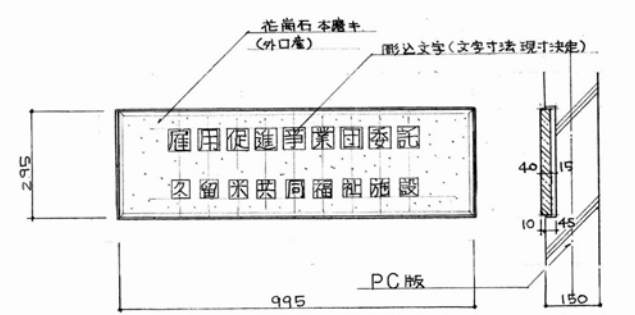 花崗石 本磨キ
(外口産)
彫込文字(文字寸法 現寸決定)
雇用促進事業団委託
久留米共同福祉施設
295
995
40
15
10
45
PC版
150